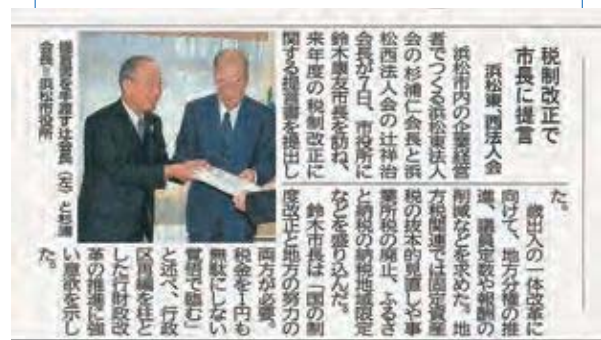 税制改正で
市長に提言
浜松東、西法人会
浜松市内の企業経営
者でつくる浜松東法人
会の杉浦仁会長と浜
松西法人会の辻祥治
会長が7日、市役所に
鈴木康友市長を訪ね、
来年度の税制改正に
関する提言書を提出し
た。
歳出入の一体改革に
向けて、地方分権の推
進、議員定数や報酬の
削減などを求めた。地
方税関連では固定資産
税の抜本的見直しや事
業所税の廃止、ふるさ
と納税の納税地域限定
などを盛り込んだ。
鈴木市長は「国の制
度改正と地方の努力の
両方が必要。
税金を1円も
無駄にしない
覚悟で臨む」
と述べ、行政
区再編を柱と
した行財政改
革の推進に強
い意欲を示し
た。
提言書を手渡す辻会長（左）と杉浦
会長＝浜松市役所